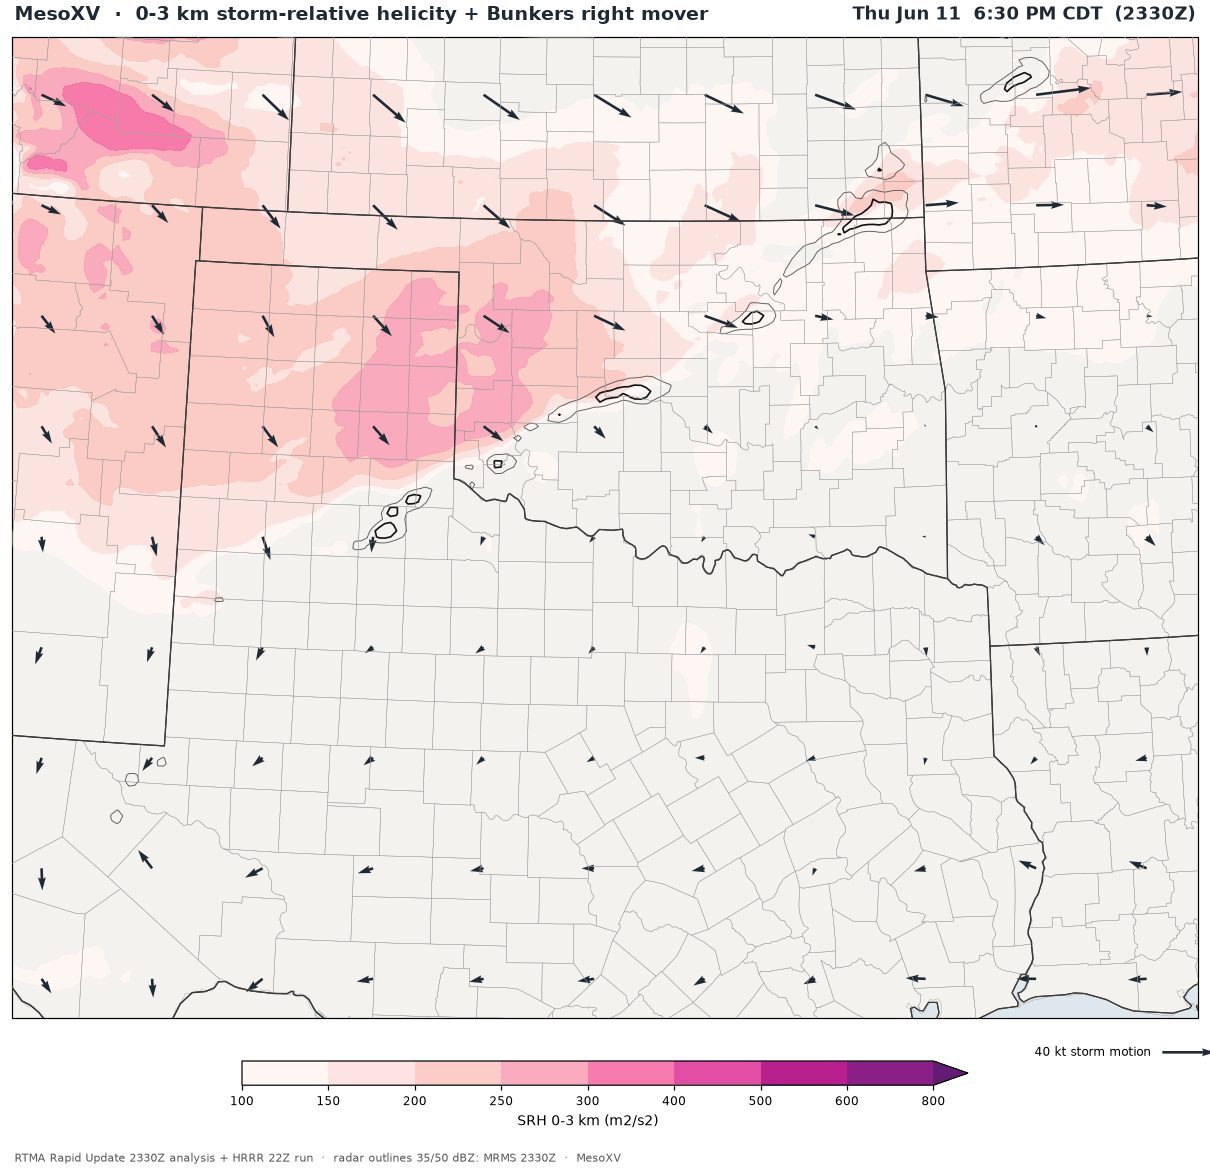 MesoXV · 0-3 km storm-relative helicity + Bunkers right mover
Thu Jun 11 6:30 PM CDT (2330Z)
40 kt storm motion
100 150 200 250 300 400 500 600 800
SRH 0-3 km (m2/s2)
RTMA Rapid Update 2330Z analysis + HRRR 22Z run · radar outlines 35/50 dBZ: MRMS 2330Z · MesoXV